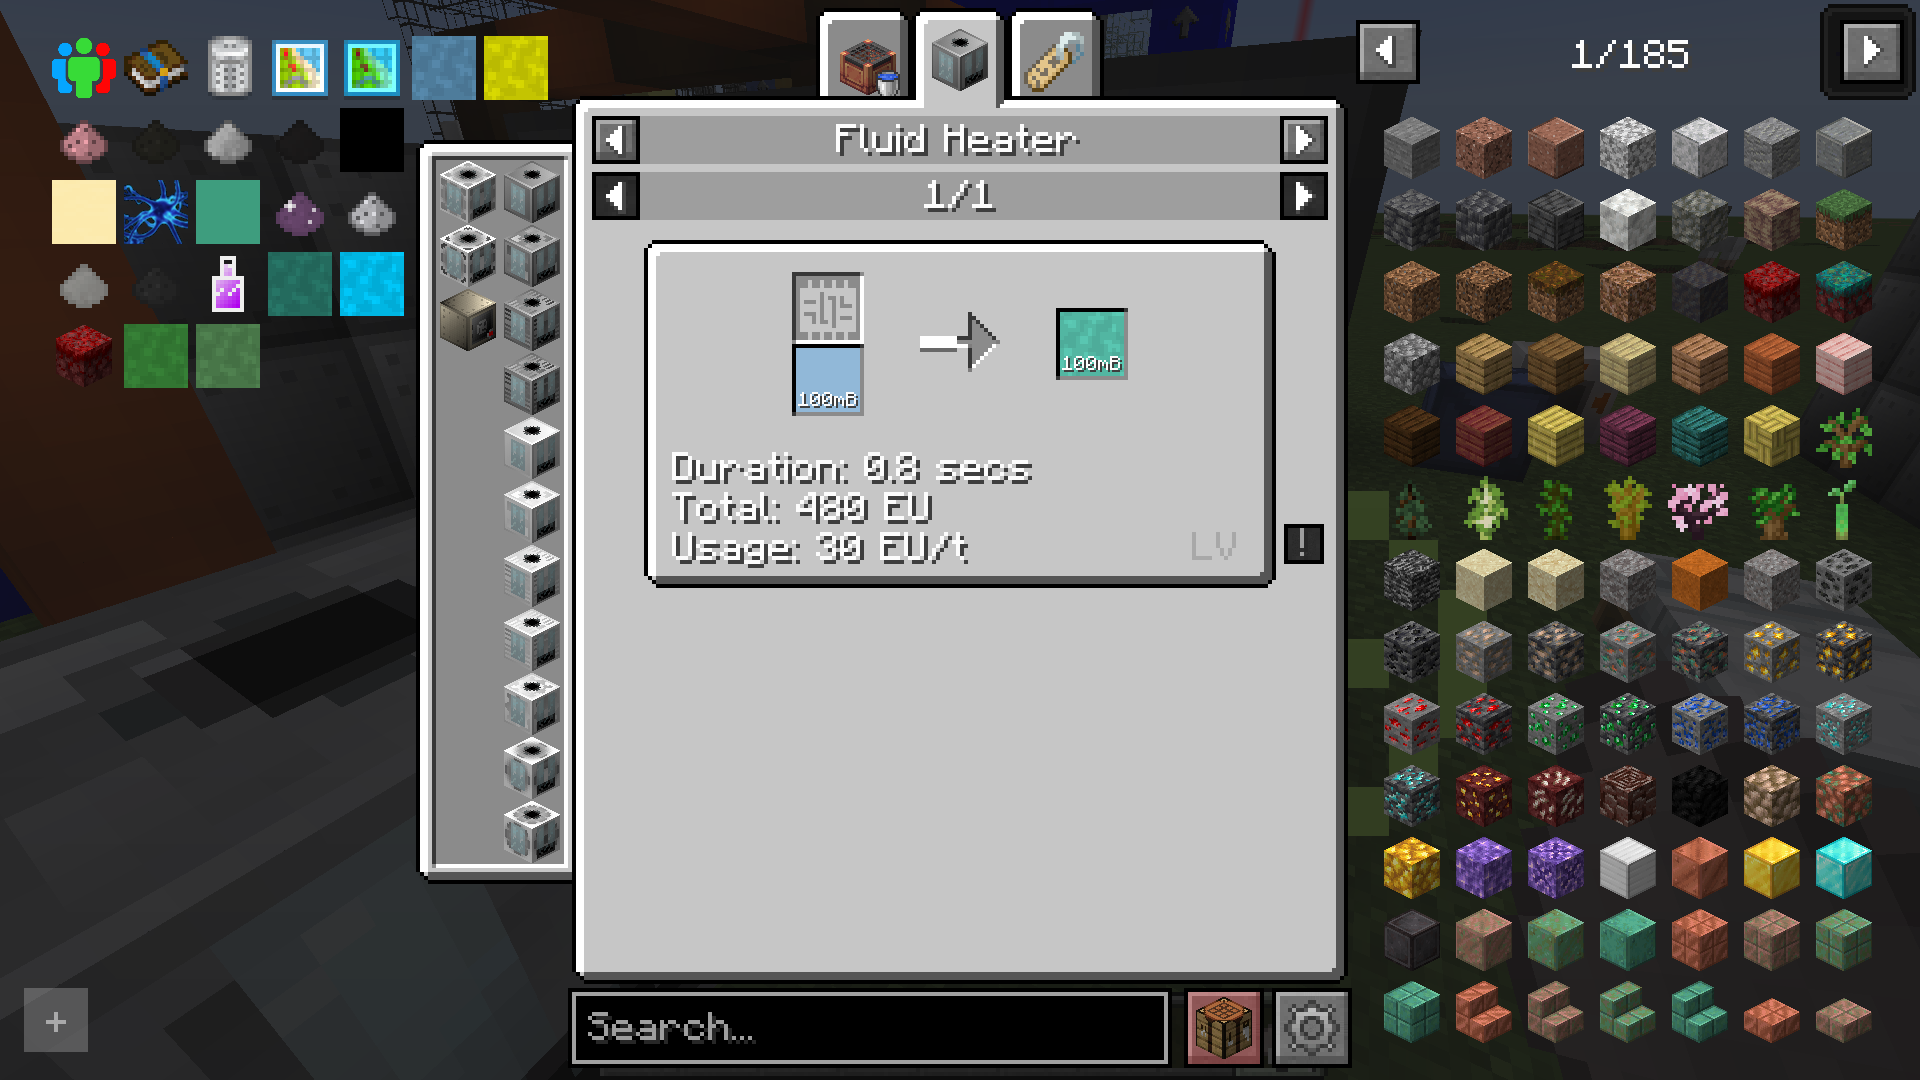 1/185
Fluid Heater
1/1
100mB
100mB
Duration: 0.8 secs
Total: 480 EU
Usage: 30 EU/t
LV
!
Search...
+